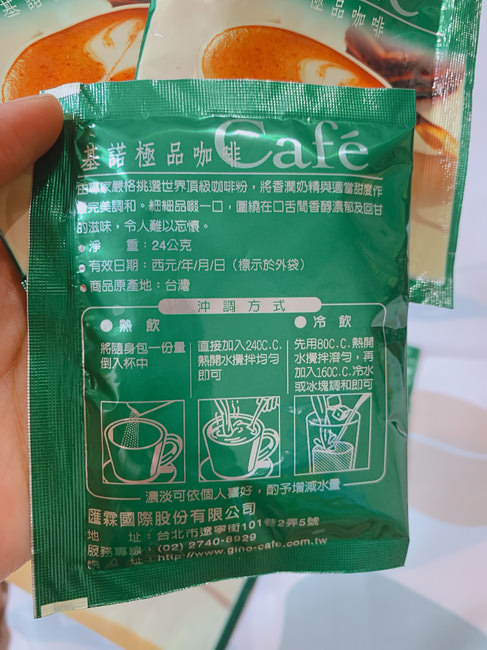 基諾
極品咖啡
基諾極品咖啡
Café
由專家嚴格挑選世界頂級咖啡粉，將香潤奶精與適當甜度作
最完美調和。細細品啜一口，圍繞在口舌間香醇濃郁及回甘
的滋味，令人難以忘懷。
淨　　重：24公克
有效日期：西元/年/月/日（標示於外袋）
商品原產地：台灣
沖調方式
熱飲
冷飲
將隨身包一份量
倒入杯中
直接加入240C.C.
熱開水攪拌均勻
即可
先用80C.C.熱開
水攪拌溶勻，再
加入160C.C.冷水
或冰塊調和即可
濃淡可依個人喜好，酌予增減水量
匯霖國際股份有限公司
地　　址：台北市遼寧街101巷2弄5號
服務專線：(02) 2740-8929
網　　址：http://www.gino-cafe.com.tw